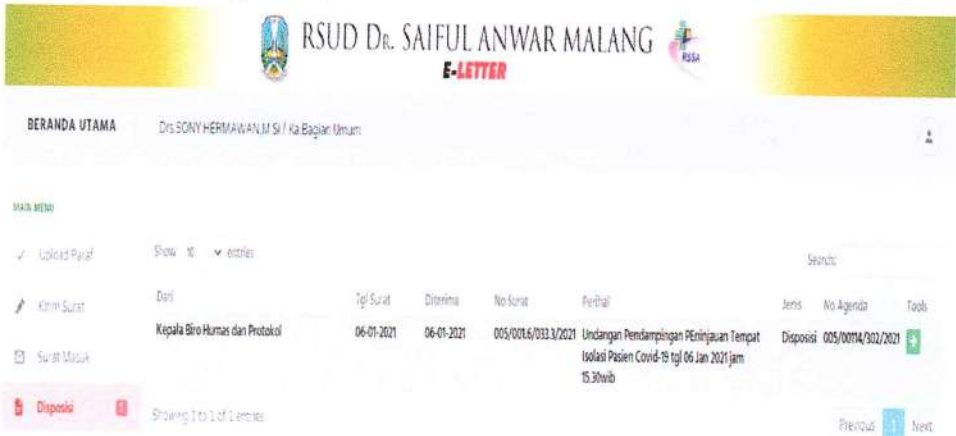 RSUD DR. SAIFUL ANWAR MALANG
RSSA
E-LETTER
BERANDA UTAMA
Drs.SONY HERMAWAN,M.Si / Ka.Bagian Umum
MAIN MENU
Upload Paraf
Show 10 entries
Search:
Kirim Surat
Dari Tgl Surat Diterima No Surat Perihal Jenis No Agenda Tools
Kepala Biro Humas dan Protokol 06-01-2021 06-01-2021 005/001.6/033.3/2021 Undangan Pendampingan PEninjauan Tempat Disposisi 005/00114/302/2021
Isolasi Pasien Covid-19 tgl 06 Jan 2021 jam
15.30wib
Surat Masuk
Disposisi 1
Showing 1 to 1 of 1 entries
Previous 1 Next